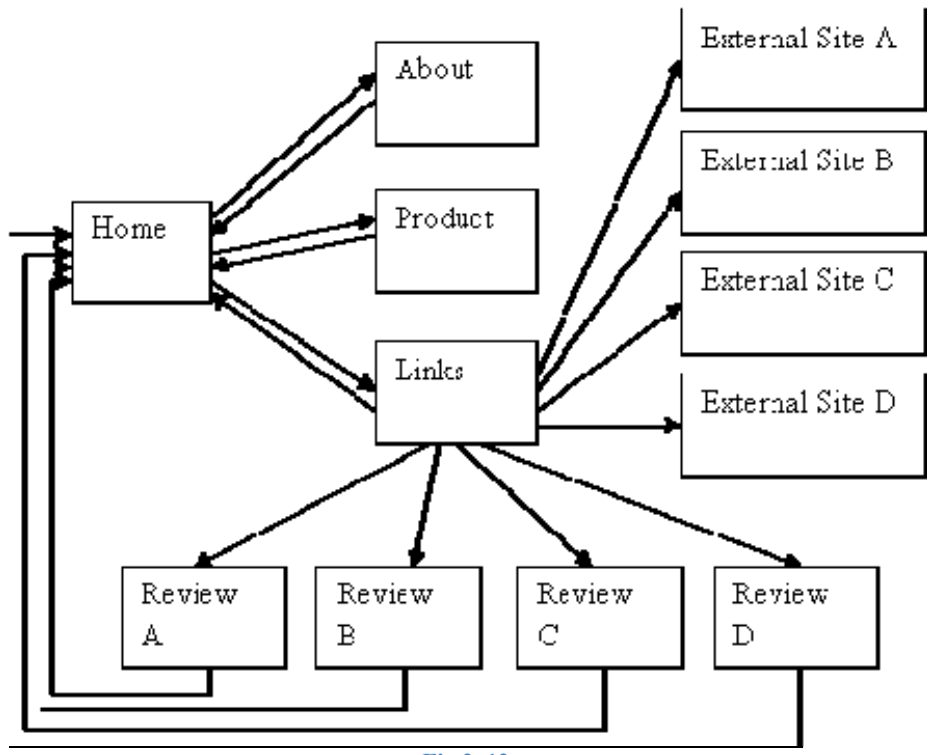 External Site A
About
External Site B
Home
Product
External Site C
Links
External Site D
Review
A
Review
B
Review
C
Review
D